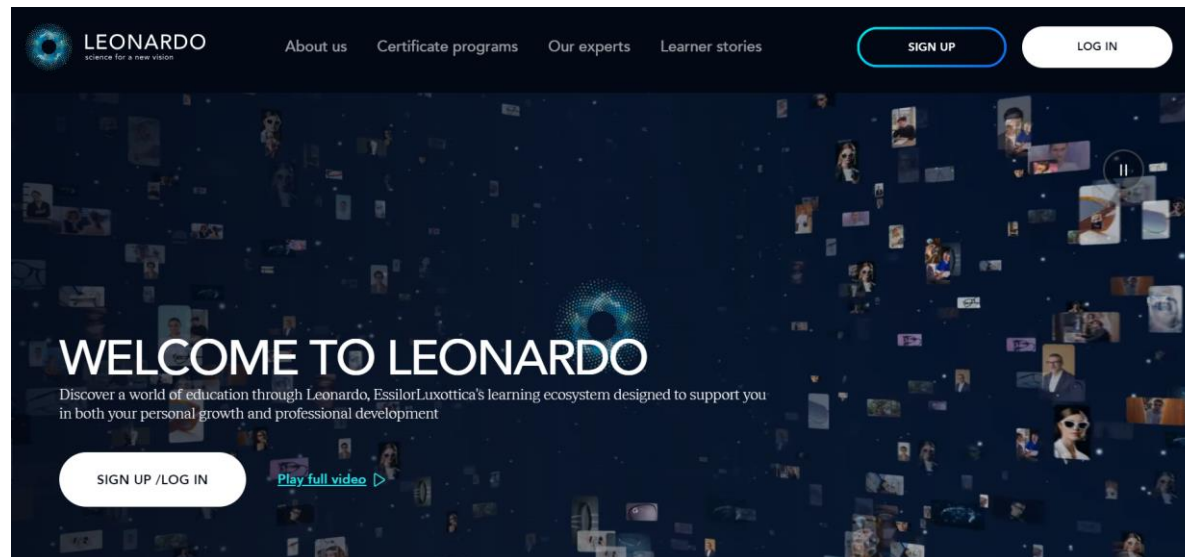 LEONARDO
science for a new vision
About us
Certificate programs
Our experts
Learner stories
SIGN UP
LOG IN
WELCOME TO LEONARDO
Discover a world of education through Leonardo, EssilorLuxottica's learning ecosystem designed to support you
in both your personal growth and professional development
SIGN UP /LOG IN
Play full video